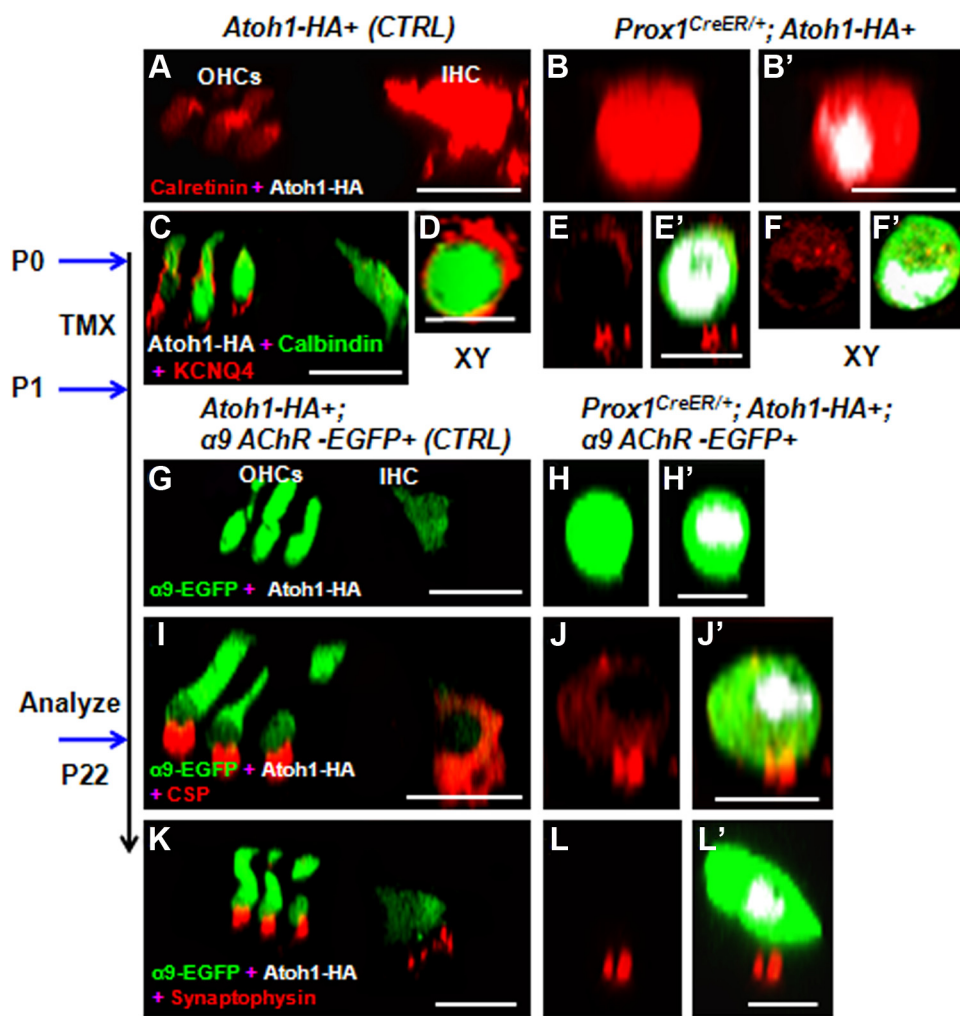 Atoh1-HA+ (CTRL)
Prox1CreER/+; Atoh1-HA+
A
OHCs
IHC
Calretinin + Atoh1-HA
B
B’
P0
TMX
P1
C
Atoh1-HA + Calbindin
+ KCNQ4
D
XY
E
E’
F
F’
XY
Atoh1-HA+;
α9 AChR -EGFP+ (CTRL)
Prox1CreER/+; Atoh1-HA+;
α9 AChR -EGFP+
G
OHCs
IHC
α9-EGFP + Atoh1-HA
H
H’
Analyze
P22
I
α9-EGFP + Atoh1-HA
+ CSP
J
J’
K
α9-EGFP + Atoh1-HA
+ Synaptophysin
L
L’